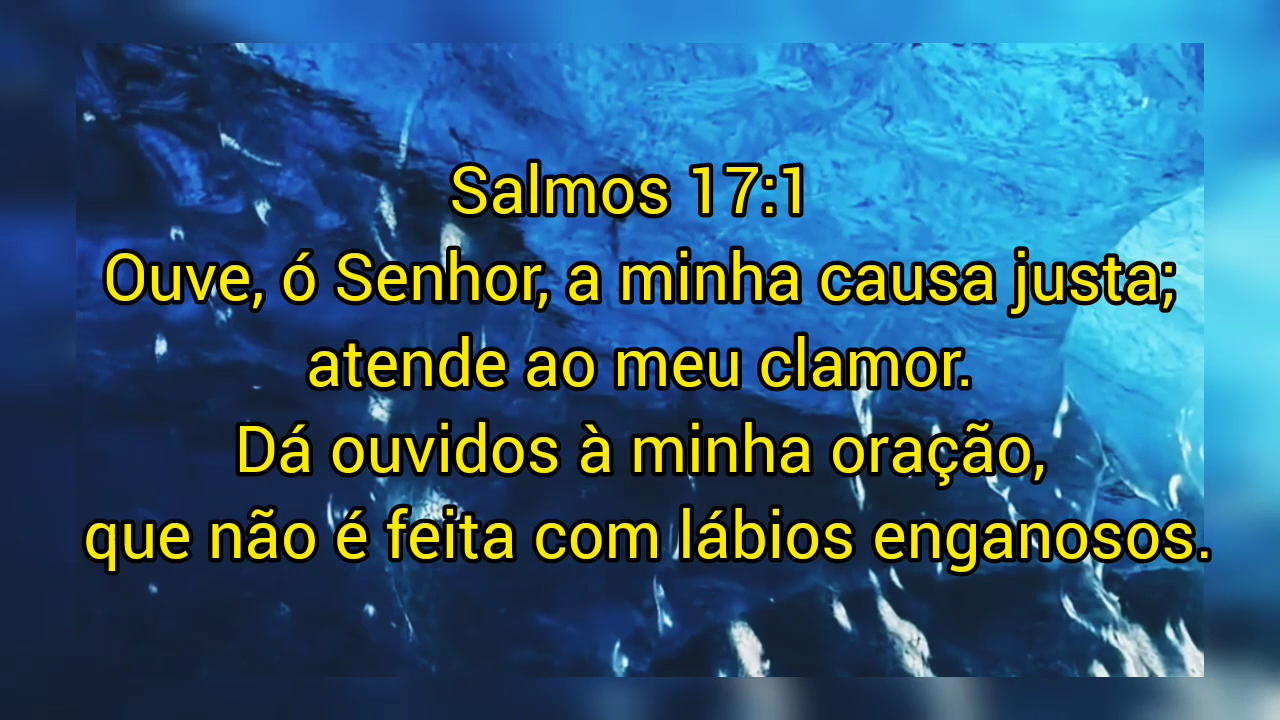 Salmos 17:1
Ouve, ó Senhor, a minha causa justa;
atende ao meu clamor.
Dá ouvidos à minha oração,
que não é feita com lábios enganosos.